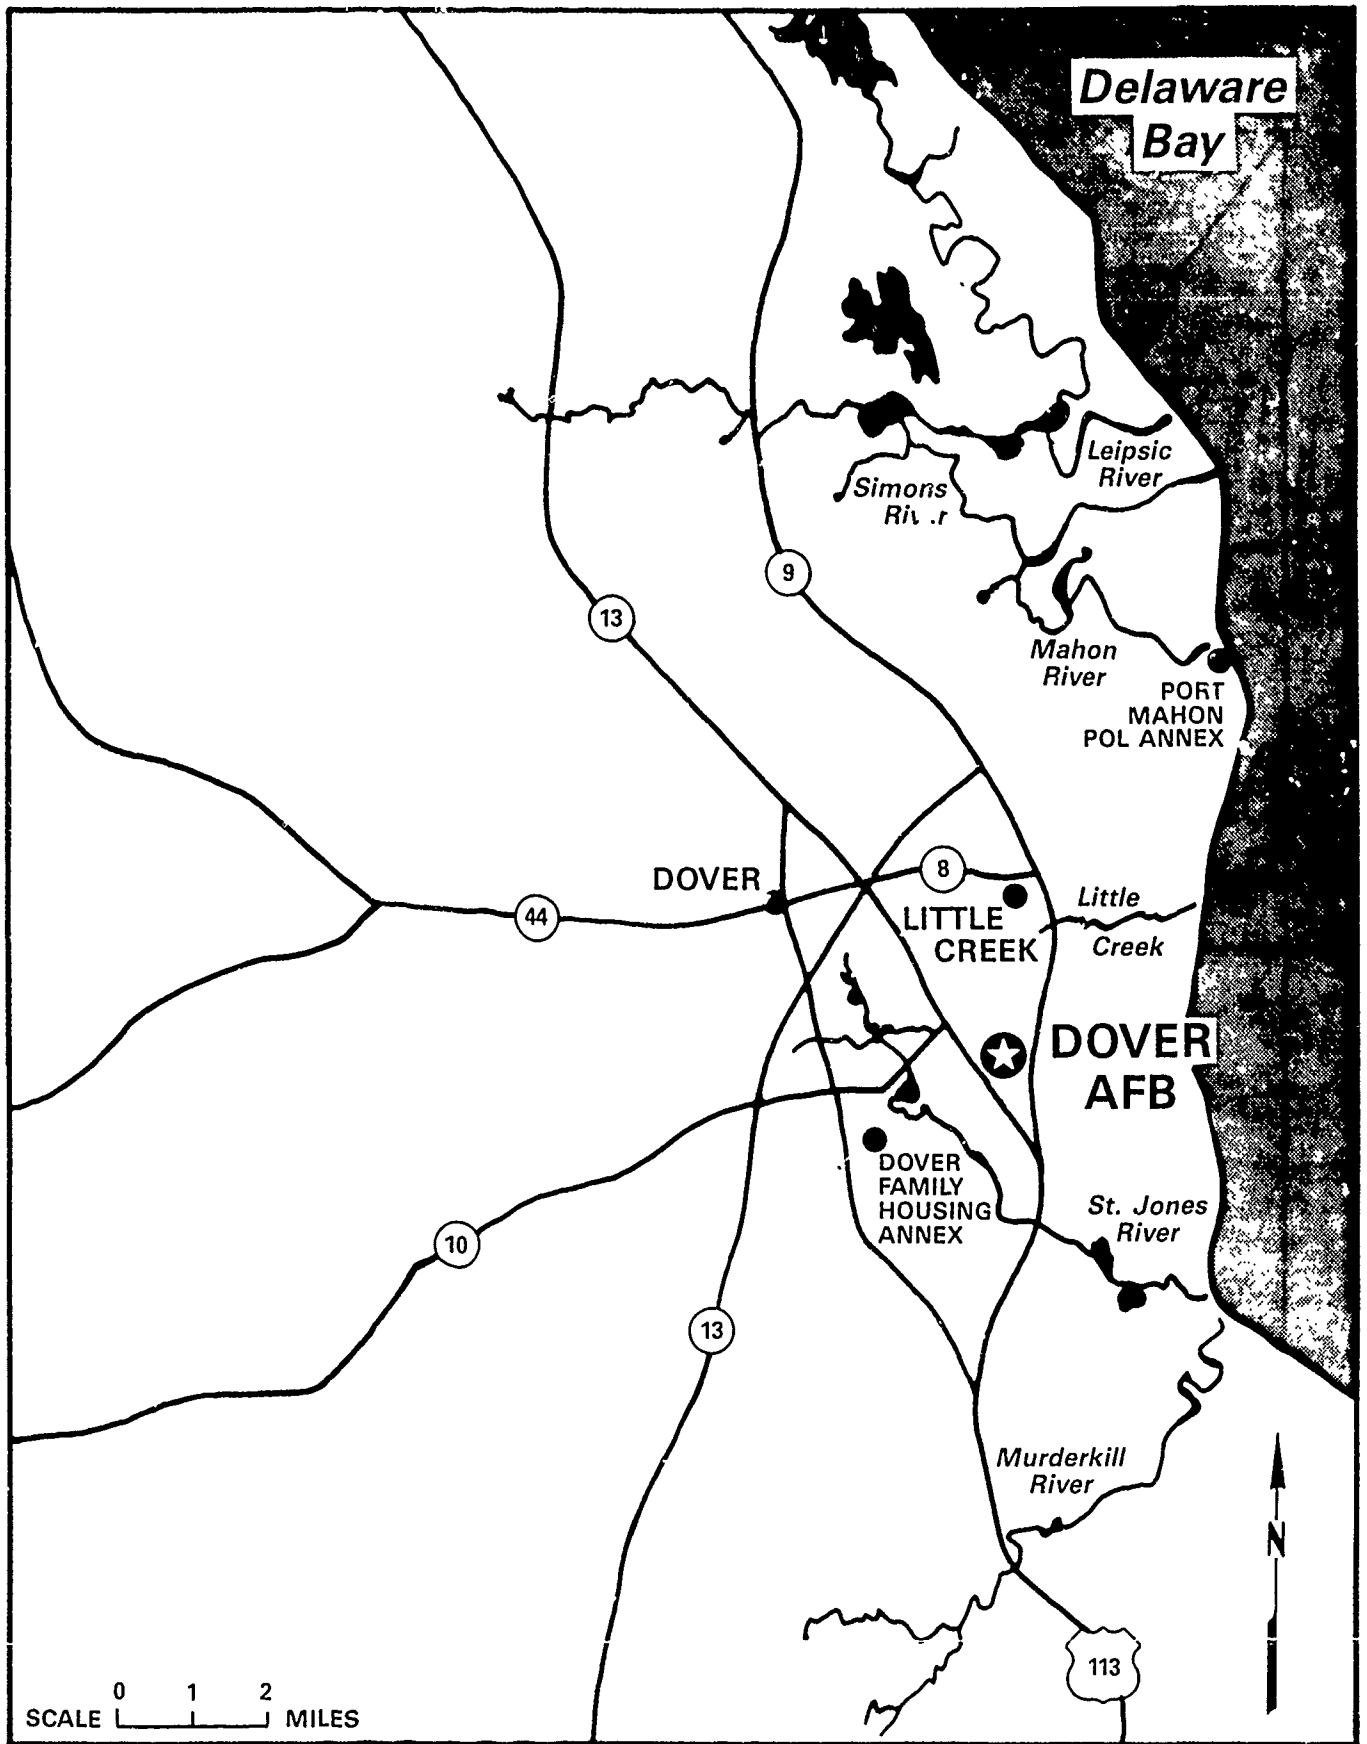 Delaware
Bay
Leipsic
River
Simons
9
13
Mahon
River
PORT
MAHON
POL ANNEX
DOVER
8
44
LITTLE
CREEK
Little
Creek
DOVER
AFB
DOVER
FAMILY
HOUSING
ANNEX
St. Jones
River
10
13
Murderkill
River
N
113
0 1 2
SCALE MILES